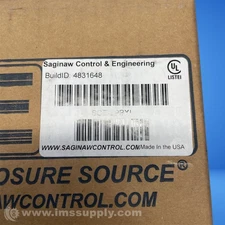 Saginaw Control & Engineering
BuildID 4831648
UL
LISTED
WWW.SAGINAWCONTROL.COM Made in the USA
OSURE SOURCE
®
NAWCONTROL.COM
© www.imssupply.com